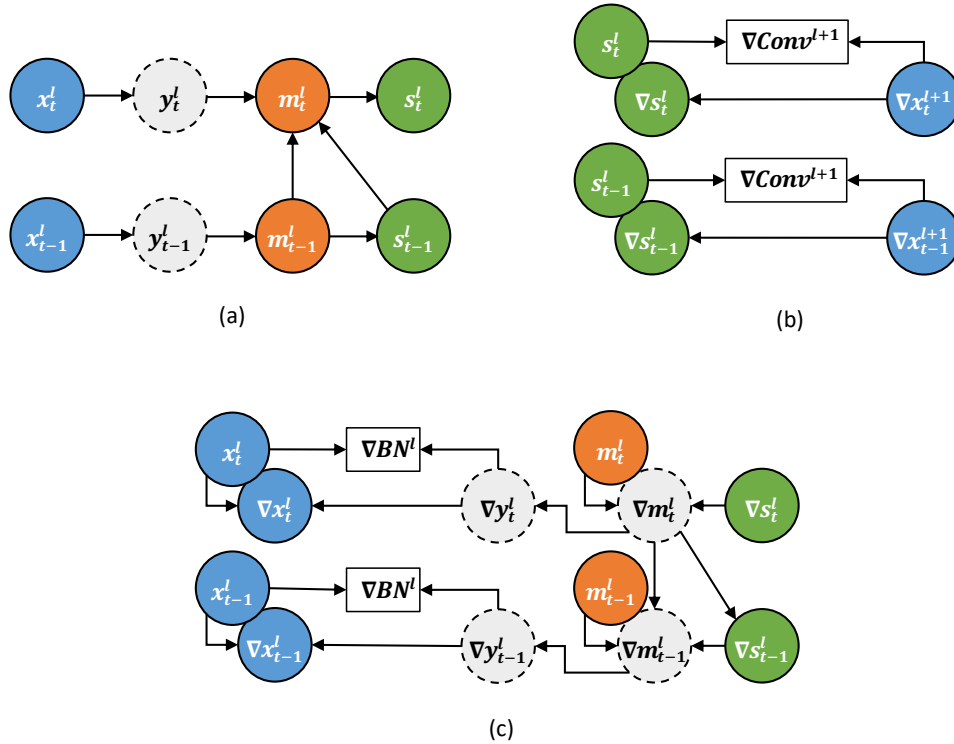 x_t^l y_t^l m_t^l s_t^l
x_{t-1}^l y_{t-1}^l m_{t-1}^l s_{t-1}^l
(a)
s_t^l ∇Conv^{l+1}
∇s_t^l ∇x_t^{l+1}
s_{t-1}^l ∇Conv^{l+1}
∇s_{t-1}^l ∇x_{t-1}^{l+1}
(b)
x_t^l ∇BN^l m_t^l
∇x_t^l ∇y_t^l ∇m_t^l ∇s_t^l
x_{t-1}^l ∇BN^l m_{t-1}^l
∇x_{t-1}^l ∇y_{t-1}^l ∇m_{t-1}^l ∇s_{t-1}^l
(c)